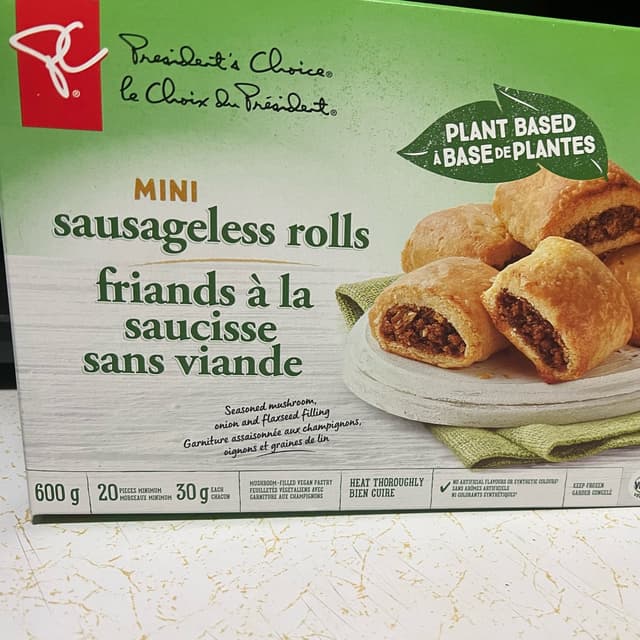 PC
President's Choice®
le Choix du Président®
PLANT BASED
À BASE DE PLANTES
MINI
sausageless rolls
friands à la
saucisse
sans viande
Seasoned mushroom,
onion and flaxseed filling
Garniture assaisonnée aux champignons,
oignons et graines de lin
600 g
20 PIECES MINIMUM
MORCEAUX MINIMUM
30 g EACH
CHACUN
MUSHROOM-FILLED VEGAN PASTRY
FEUILLETÉS VÉGÉTALIENS AVEC
GARNITURE AUX CHAMPIGNONS
HEAT THOROUGHLY
BIEN CUIRE
NO ARTIFICIAL FLAVOURS OR SYNTHETIC COLOURS
SANS ARÔMES ARTIFICIELS
NI COLORANTS SYNTHÉTIQUES
KEEP FROZEN
GARDER CONGELÉ